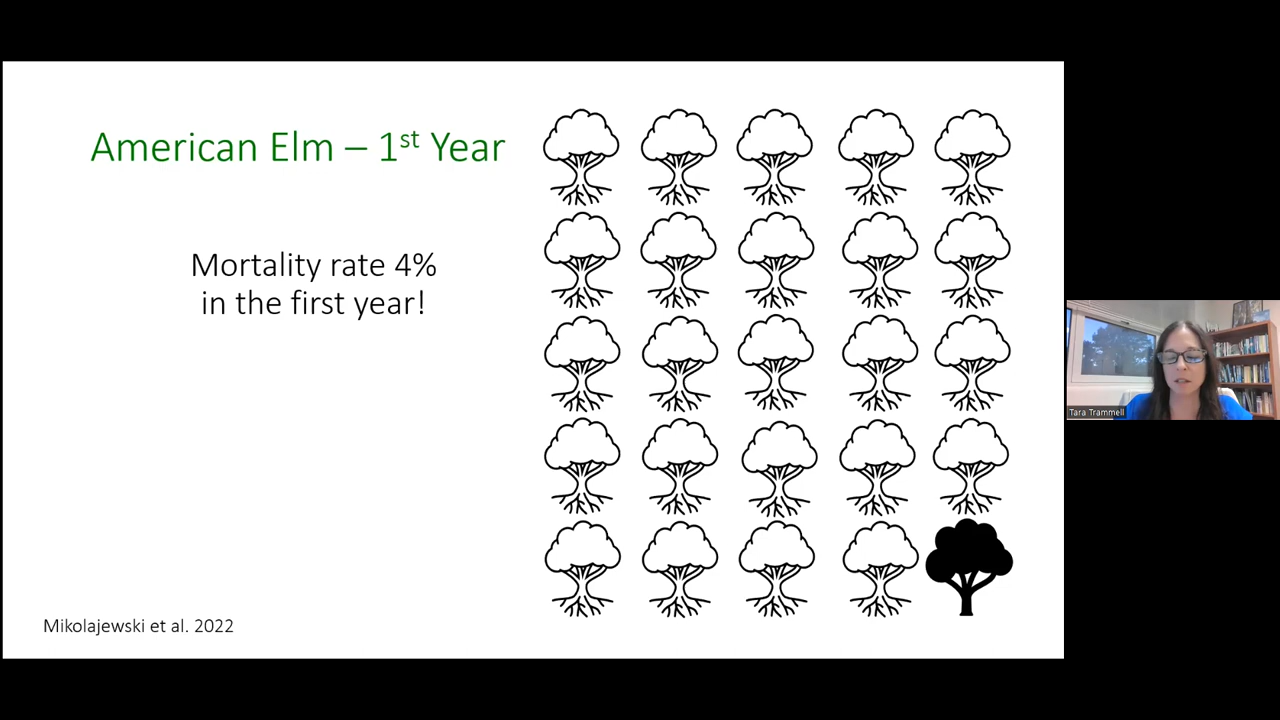 American Elm – 1st Year
Mortality rate 4%
in the first year!
Mikolajewski et al. 2022
Tara Trammell